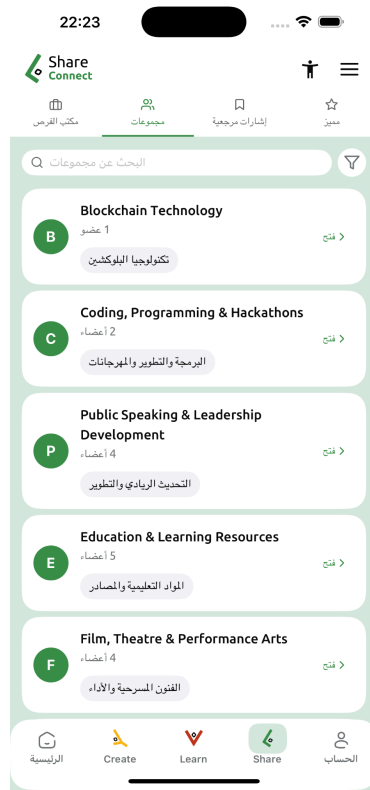 22:23
Share
Connect
مكتب الفرص
مجموعات
إشارات مرجعية
مميز
البحث عن مجموعات
B
Blockchain Technology
1 عضو
تكنولوجيا البلوكشين
فتح
C
Coding, Programming & Hackathons
2 أعضاء
البرمجة والتطوير والمهرجانات
فتح
P
Public Speaking & Leadership
Development
4 أعضاء
التحديث الريادي والتطوير
فتح
E
Education & Learning Resources
5 أعضاء
المواد التعليمية والمصادر
فتح
F
Film, Theatre & Performance Arts
4 أعضاء
الفنون المسرحية والأداء
فتح
الرئيسية
Create
Learn
Share
الحساب